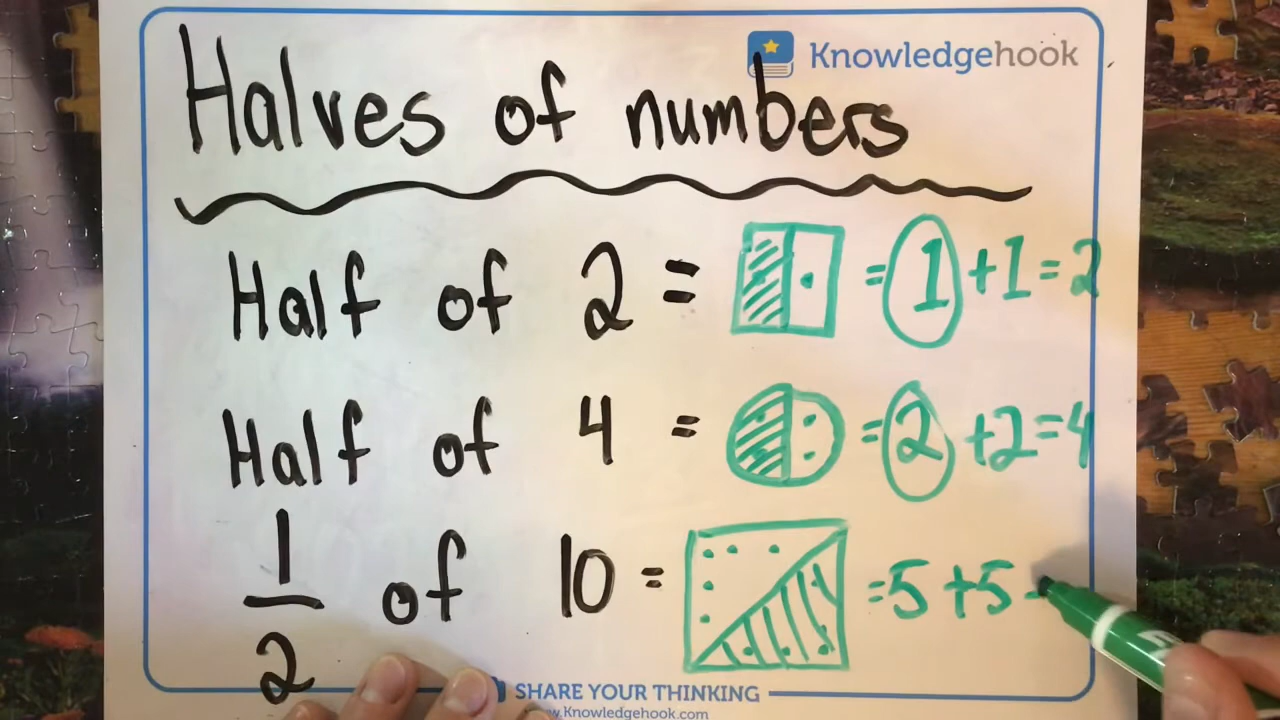 Knowledgehook
Halves of numbers
Half of 2 = = 1 +1=2
Half of 4 = = 2 +2=4
1/2 of 10 = =5+5
SHARE YOUR THINKING
www.Knowledgehook.com